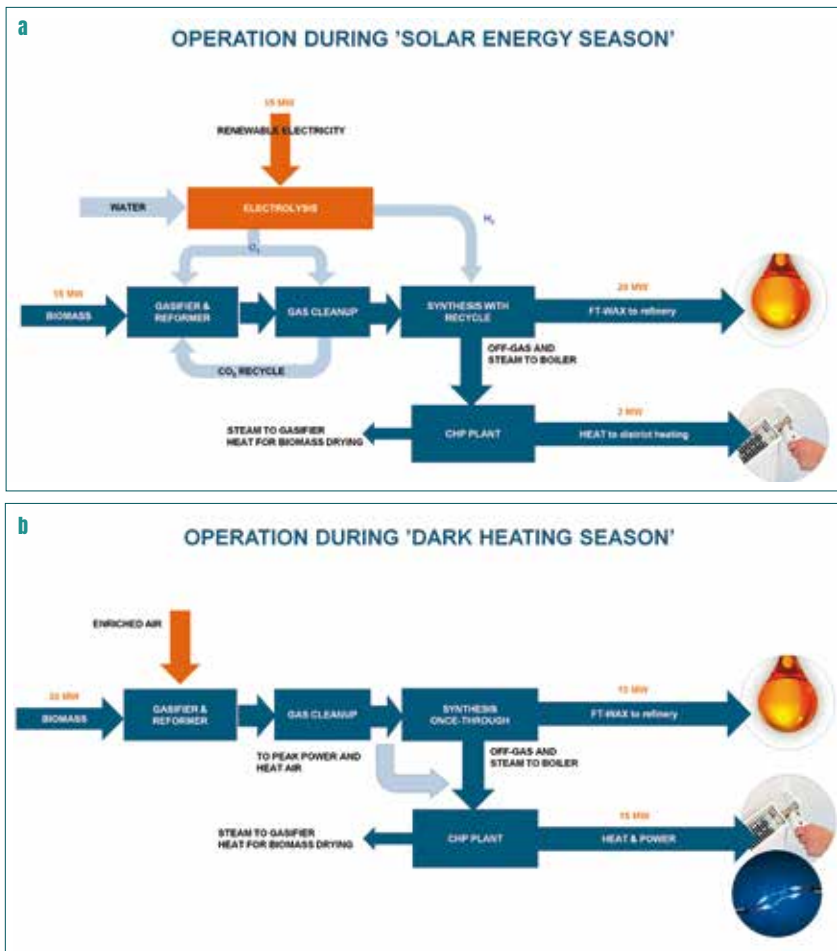 a
OPERATION DURING 'SOLAR ENERGY SEASON'
MW
RENEWABLE ELECTRICITY
WATER
ELECTROLYSIS
H₂
O₂
MW
BIOMASS
GASIFIER &
REFORMER
GAS CLEANUP
SYNTHESIS WITH
RECYCLE
20 MW
FT-WAX to refinery
CO₂ RECYCLE
OFF-GAS AND
STEAM TO BOILER
STEAM TO GASIFIER
HEAT FOR BIOMASS DRYING
CHP PLANT
MW
HEAT to district heating
b
OPERATION DURING 'DARK HEATING SEASON'
ENRICHED AIR
MW
BIOMASS
GASIFIER &
REFORMER
GAS CLEANUP
SYNTHESIS
ONCE-THROUGH
MW
FT-WAX to refinery
TO PEAK POWER AND
HEAT AIR
OFF-GAS AND
STEAM TO BOILER
STEAM TO GASIFIER
HEAT FOR BIOMASS DRYING
CHP PLANT
15 MW
HEAT & POWER